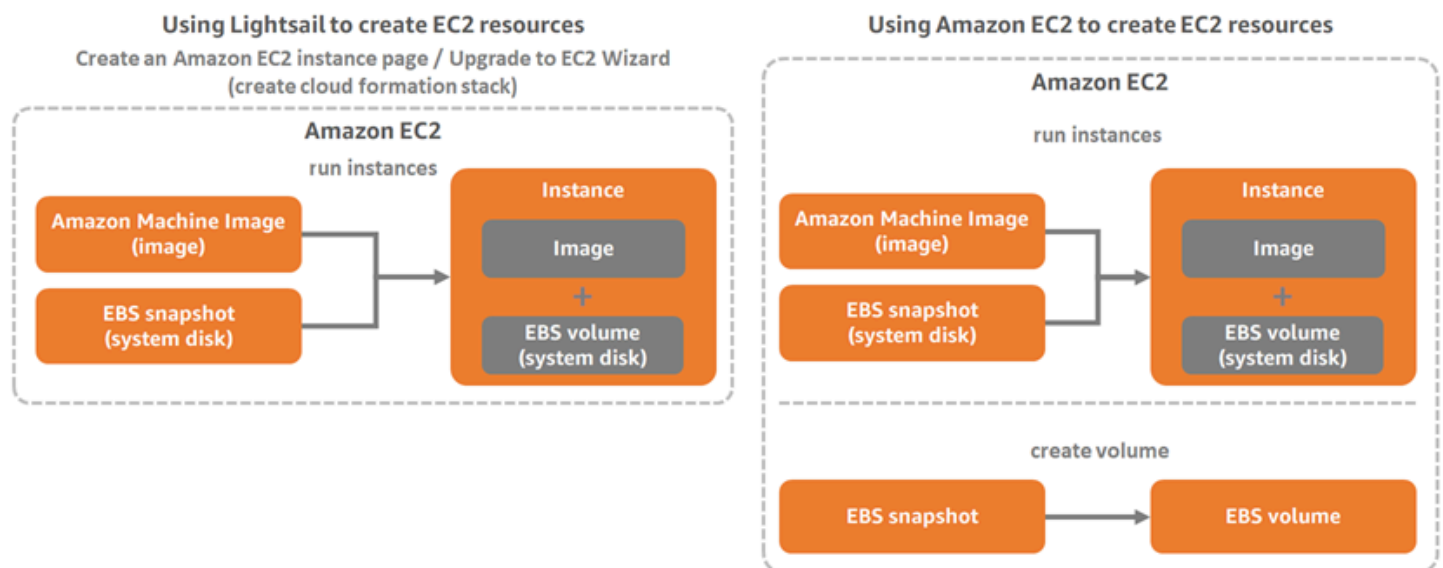 Using Lightsail to create EC2 resources
Create an Amazon EC2 instance page / Upgrade to EC2 Wizard
(create cloud formation stack)
Amazon EC2
run instances
Amazon Machine Image
(image)
EBS snapshot
(system disk)
Instance
Image
+
EBS volume
(system disk)
Using Amazon EC2 to create EC2 resources
Amazon EC2
run instances
Amazon Machine Image
(image)
EBS snapshot
(system disk)
Instance
Image
+
EBS volume
(system disk)
create volume
EBS snapshot
EBS volume